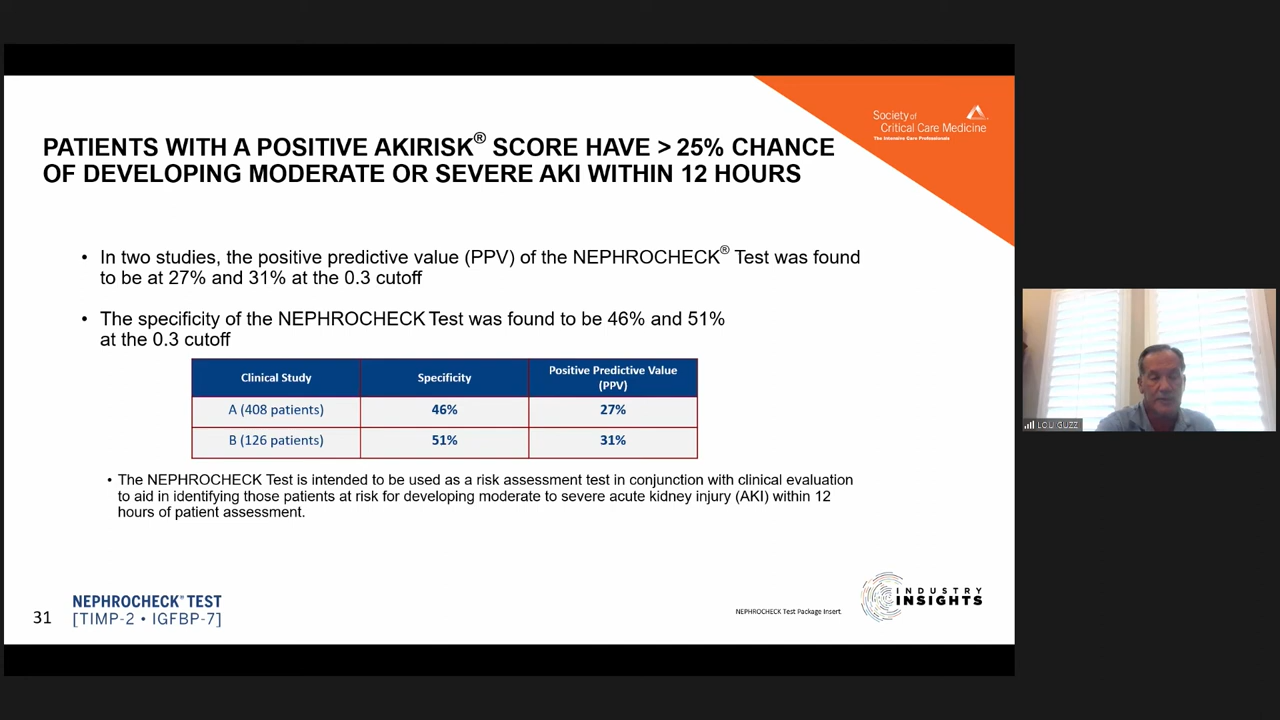 Society of
Critical Care Medicine
The Intensive Care Professionals
PATIENTS WITH A POSITIVE AKIRISK® SCORE HAVE > 25% CHANCE
OF DEVELOPING MODERATE OR SEVERE AKI WITHIN 12 HOURS
• In two studies, the positive predictive value (PPV) of the NEPHROCHECK® Test was found
to be at 27% and 31% at the 0.3 cutoff
• The specificity of the NEPHROCHECK Test was found to be 46% and 51%
at the 0.3 cutoff
Clinical Study Specificity Positive Predictive Value
(PPV)
A (408 patients) 46% 27%
B (126 patients) 51% 31%
• The NEPHROCHECK Test is intended to be used as a risk assessment test in conjunction with clinical evaluation
to aid in identifying those patients at risk for developing moderate to severe acute kidney injury (AKI) within 12
hours of patient assessment.
31
NEPHROCHECK® TEST
[TIMP-2 • IGFBP-7]
NEPHROCHECK Test Package Insert
INDUSTRY
INSIGHTS
LOU GUZZ